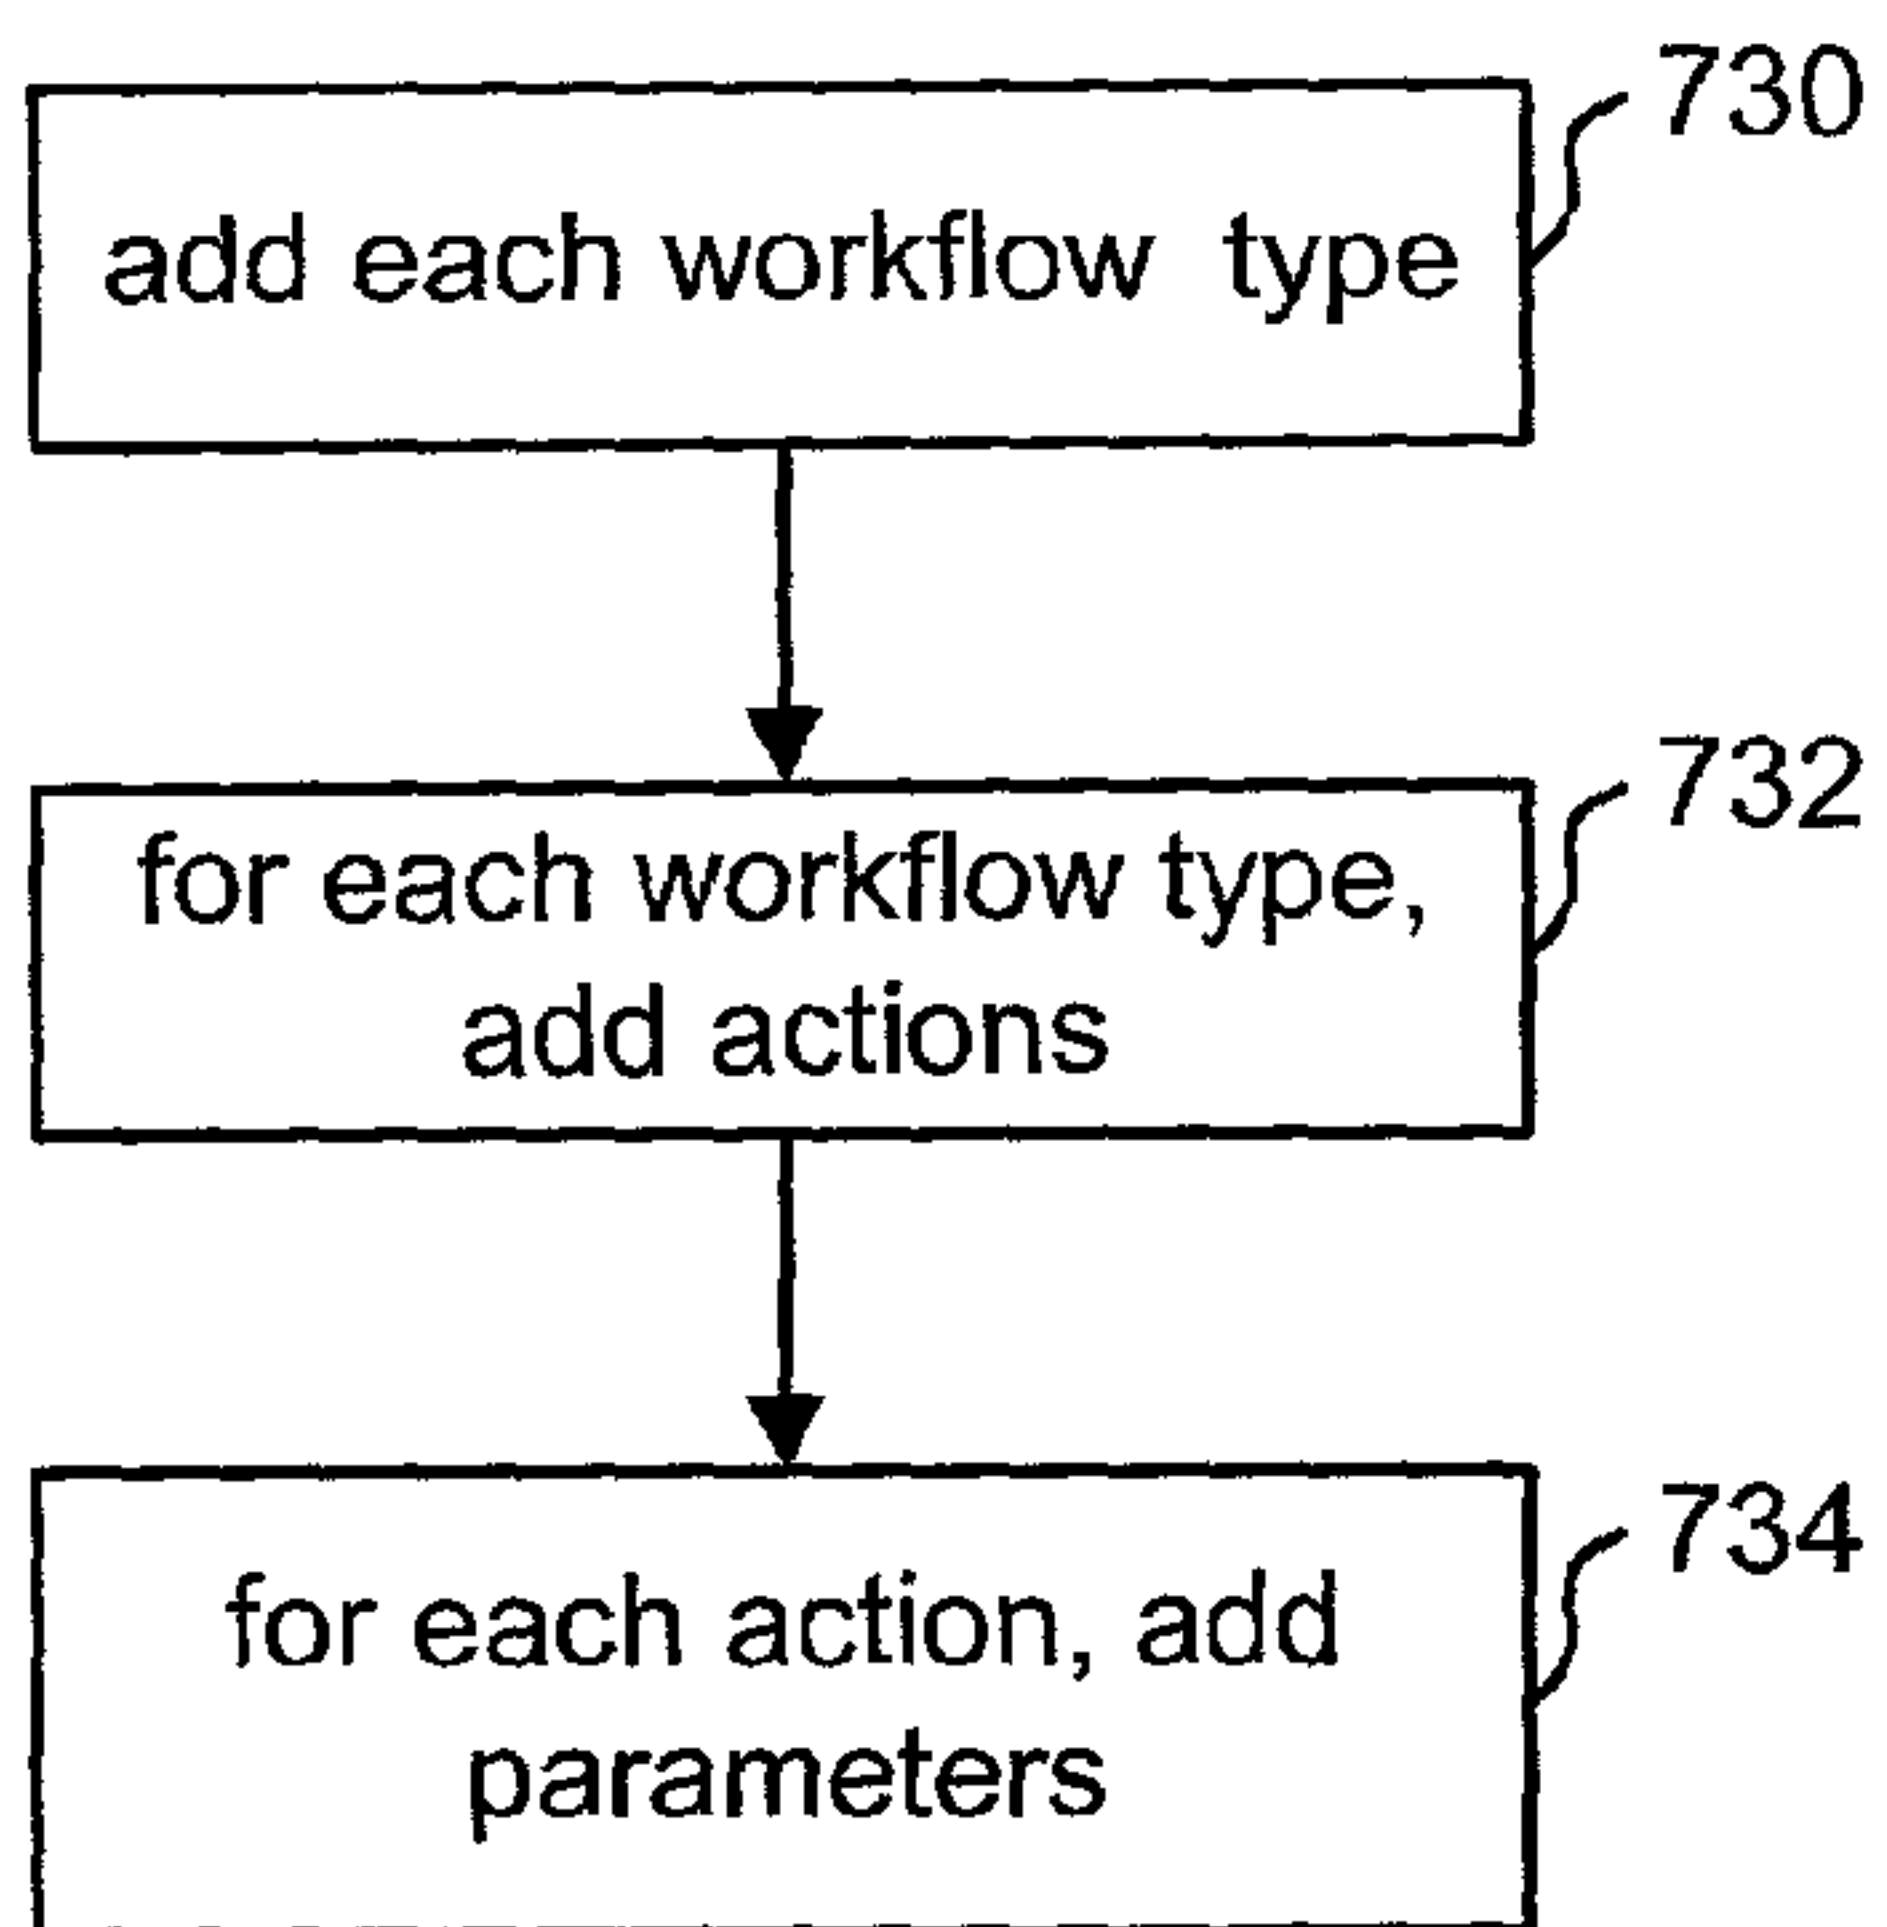 730
add each workflow type
732
for each workflow type,
add actions
734
for each action, add
parameters